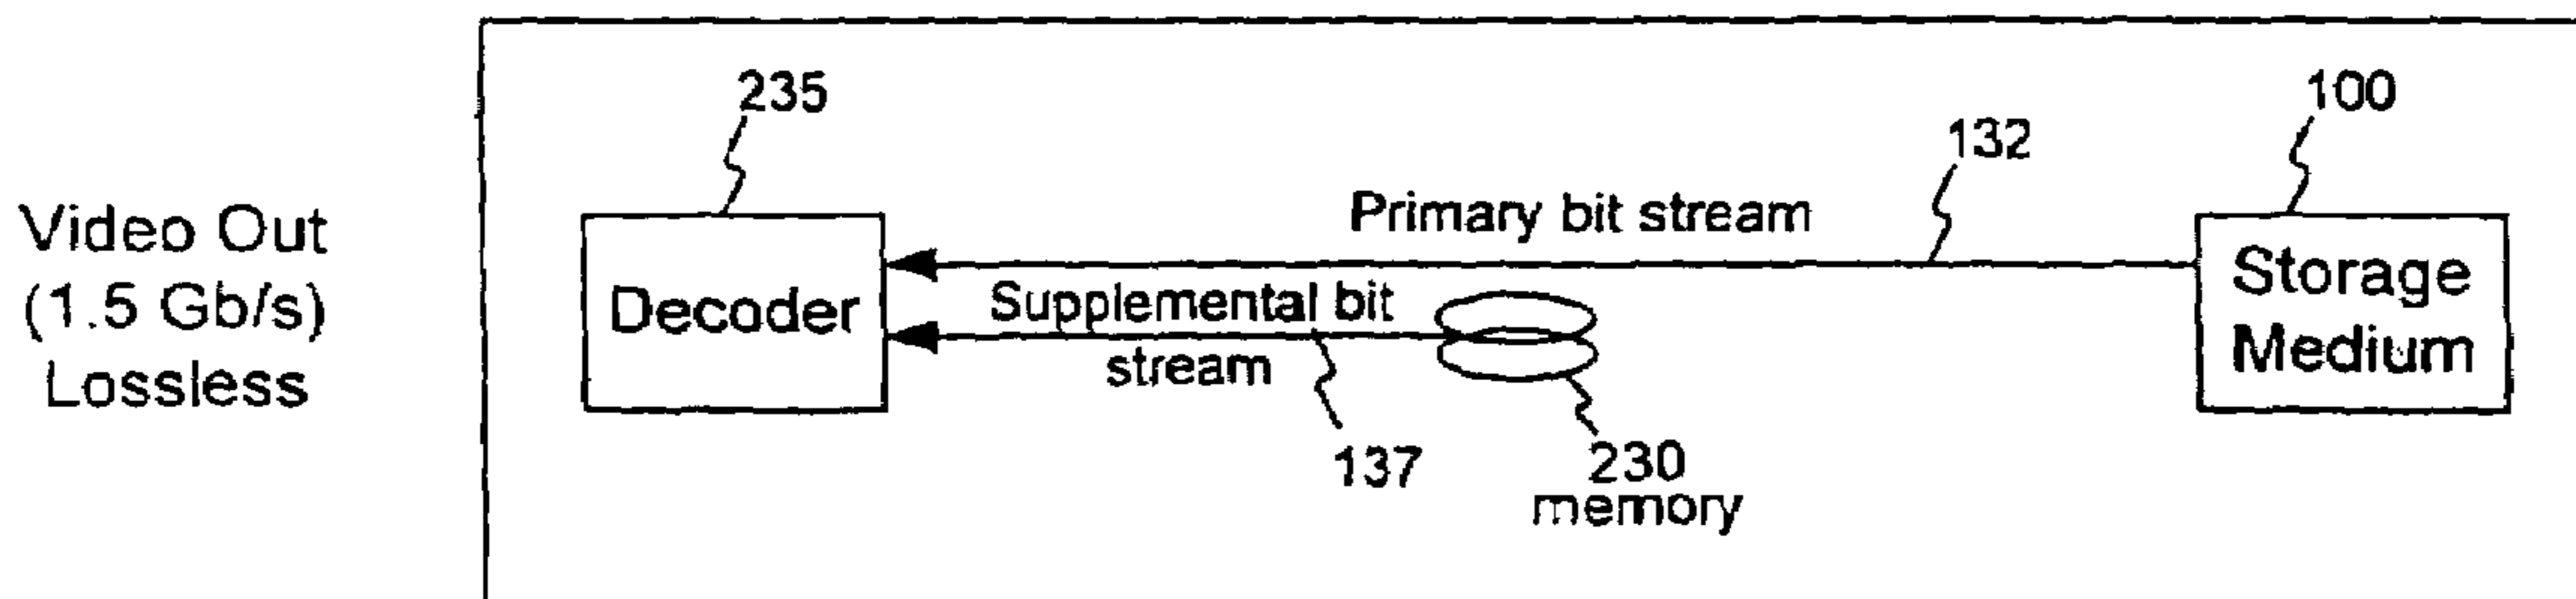 235
100
132
Video Out
(1.5 Gb/s)
Lossless
Primary bit stream
Decoder
Supplemental bit
stream
Storage
Medium
137
230
memory